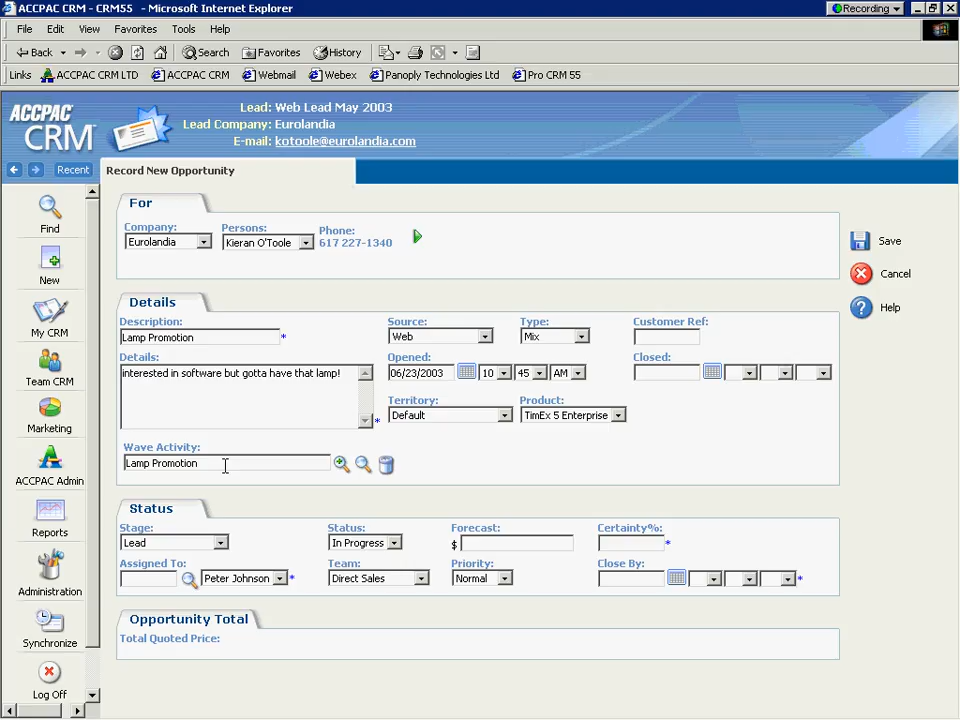 ACCPAC CRM - CRM55 - Microsoft Internet Explorer
Recording
File Edit View Favorites Tools Help
Back Search Favorites History
Links ACCPAC CRM LTD ACCPAC CRM Webmail Webex Panoply Technologies Ltd Pro CRM 55
ACCPAC
CRM
Lead: Web Lead May 2003
Lead Company: Eurolandia
E-mail: kotoole@eurolandia.com
Recent
Record New Opportunity
Find
New
My CRM
Team CRM
Marketing
ACCPAC Admin
Reports
Administration
Synchronize
Log Off
For
Company: Persons: Phone:
Eurolandia Kieran O'Toole 617 227-1340
Save
Cancel
Help
Details
Description: Source: Type: Customer Ref:
Lamp Promotion * Web Mix
Details: Opened: Closed:
interested in software but gotta have that lamp! 06/23/2003 10 45 AM
Territory: Product:
* Default TimEx 5 Enterprise
Wave Activity:
Lamp Promotion
Status
Stage: Status: Forecast: Certainty%:
Lead In Progress $ *
Assigned To: Team: Priority: Close By:
Peter Johnson * Direct Sales Normal *
Opportunity Total
Total Quoted Price: